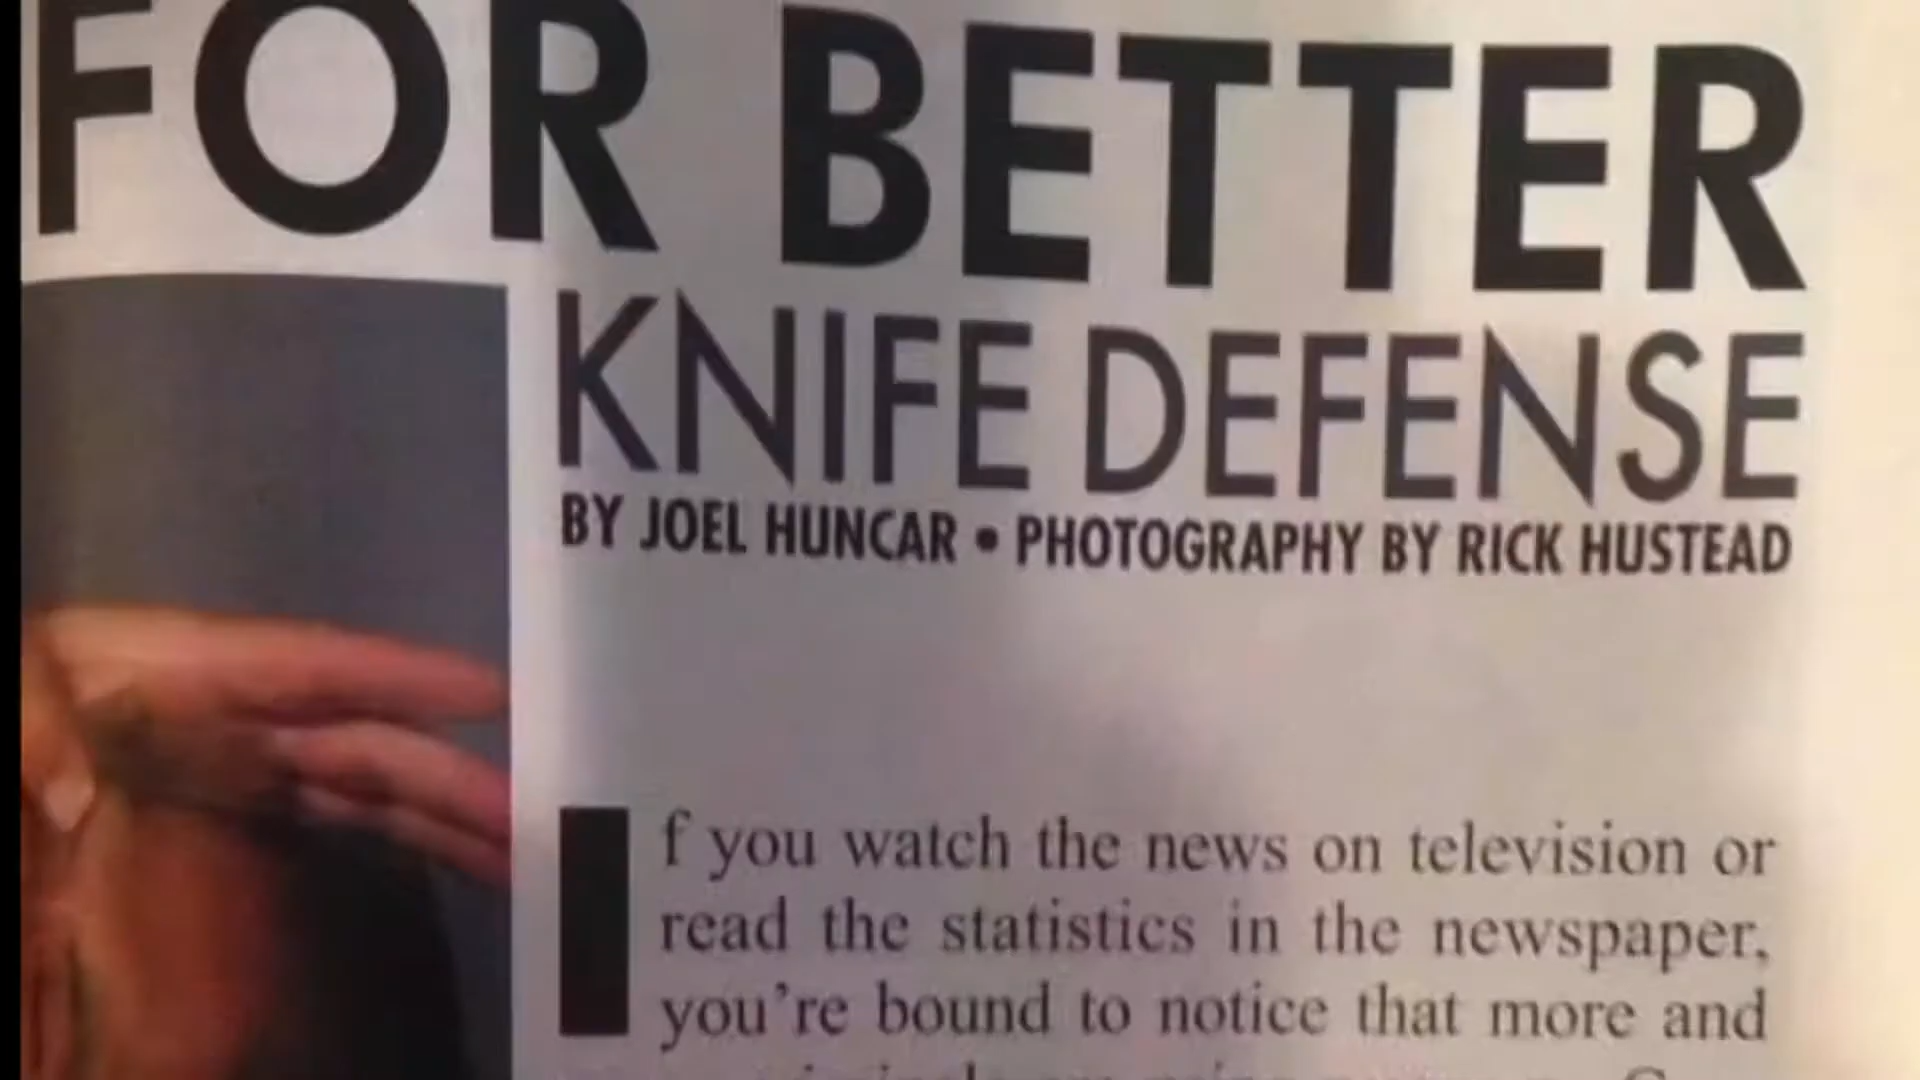 FOR BETTER
KNIFE DEFENSE
BY JOEL HUNCAR • PHOTOGRAPHY BY RICK HUSTEAD
If you watch the news on television or
read the statistics in the newspaper,
you're bound to notice that more and